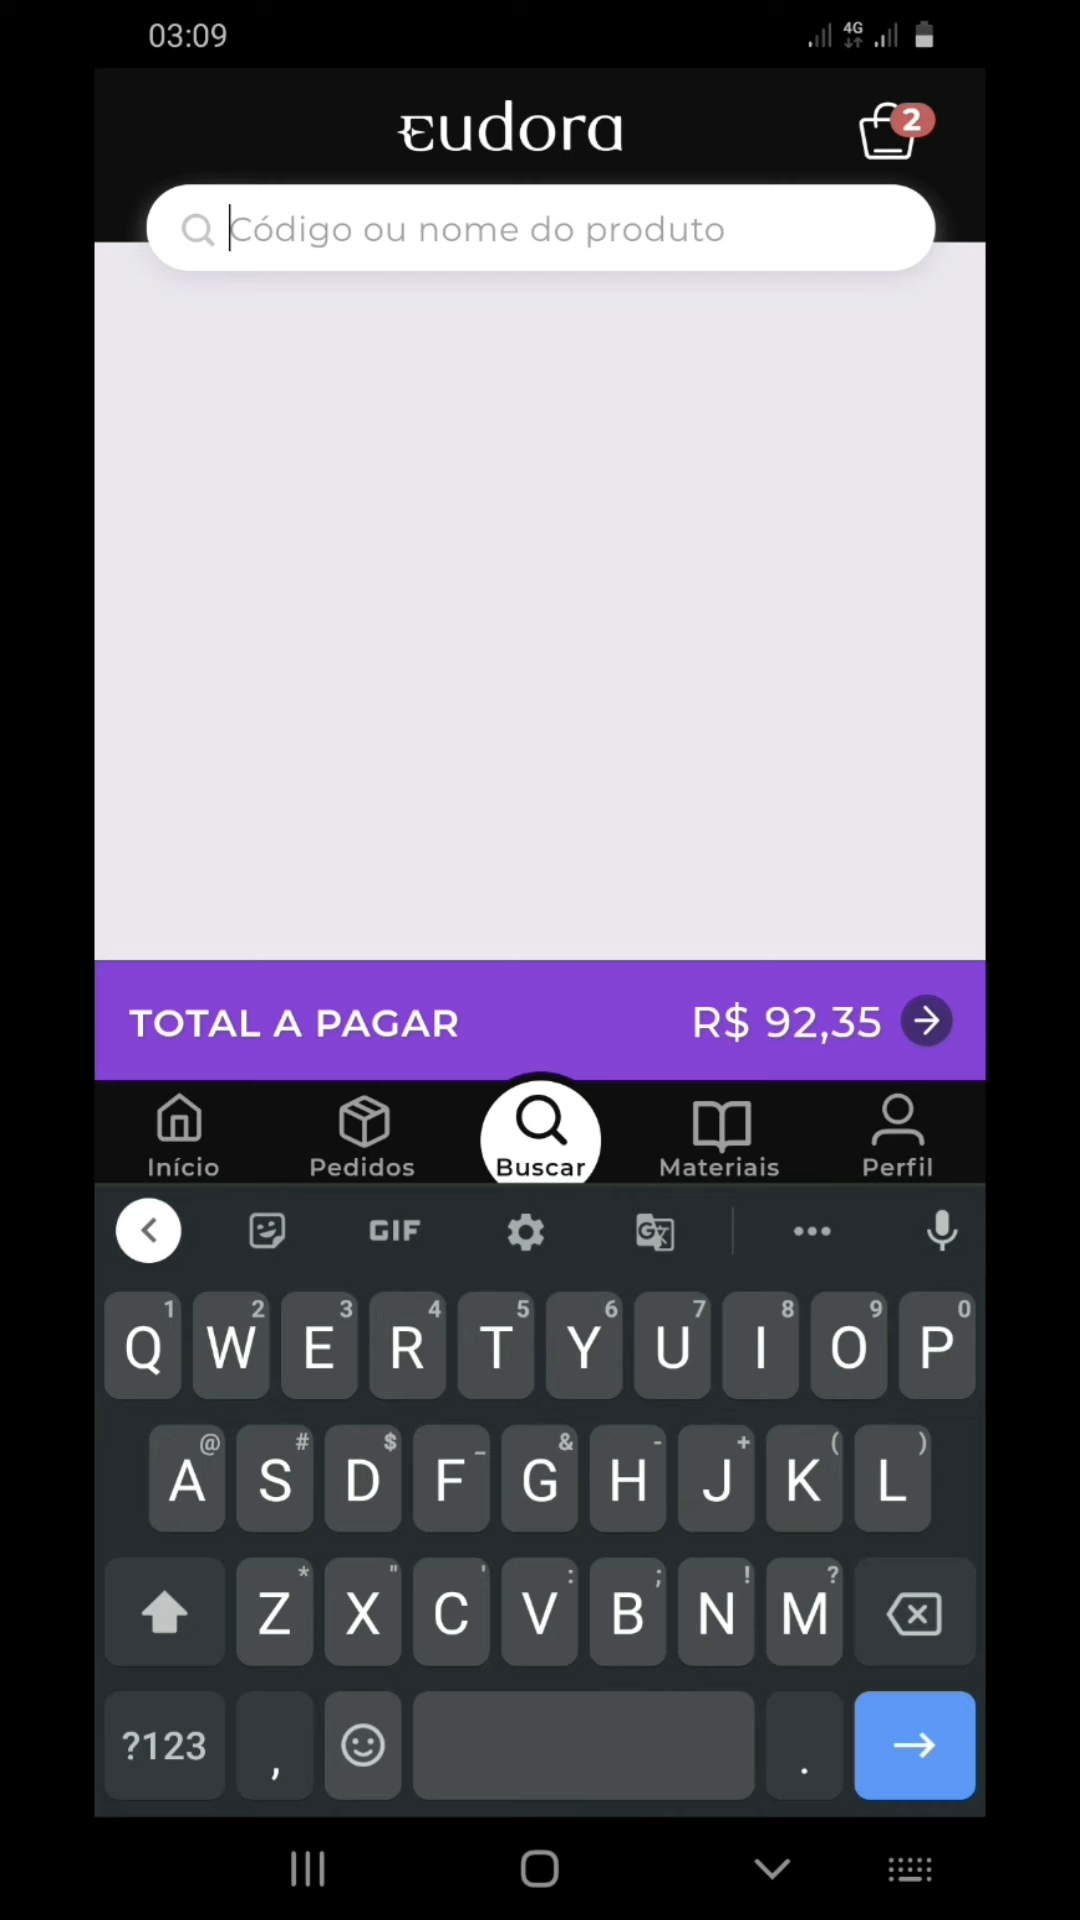 03:09
4G
eudora
2
Código ou nome do produto
TOTAL A PAGAR R$ 92,35
Início Pedidos Buscar Materiais Perfil
GIF G
1 2 3 4 5 6 7 8 9 0
Q W E R T Y U I O P
@ # $ _ & - + ( )
A S D F G H J K L
* " ' : ; ! ?
Z X C V B N M
?123 , .